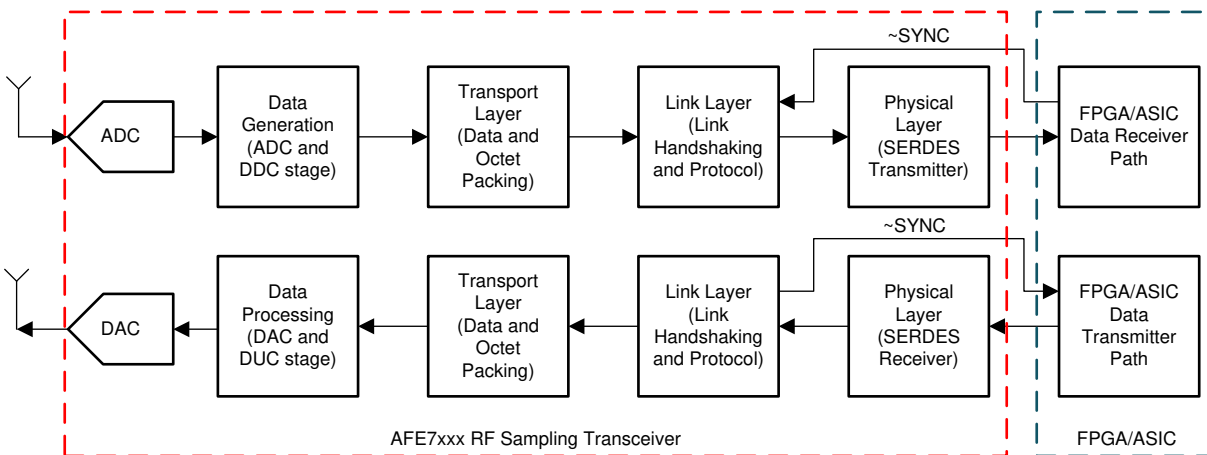 ~SYNC
ADC
Data
Generation
(ADC and
DDC stage)
Transport
Layer
(Data and
Octet
Packing)
Link Layer
(Link
Handshaking
and Protocol)
Physical
Layer
(SERDES
Transmitter)
FPGA/ASIC
Data Receiver
Path
~SYNC
DAC
Data
Processing
(DAC and
DUC stage)
Transport
Layer
(Data and
Octet
Packing)
Link Layer
(Link
Handshaking
and Protocol)
Physical
Layer
(SERDES
Receiver)
FPGA/ASIC
Data
Transmitter
Path
AFE7xxx RF Sampling Transceiver
FPGA/ASIC